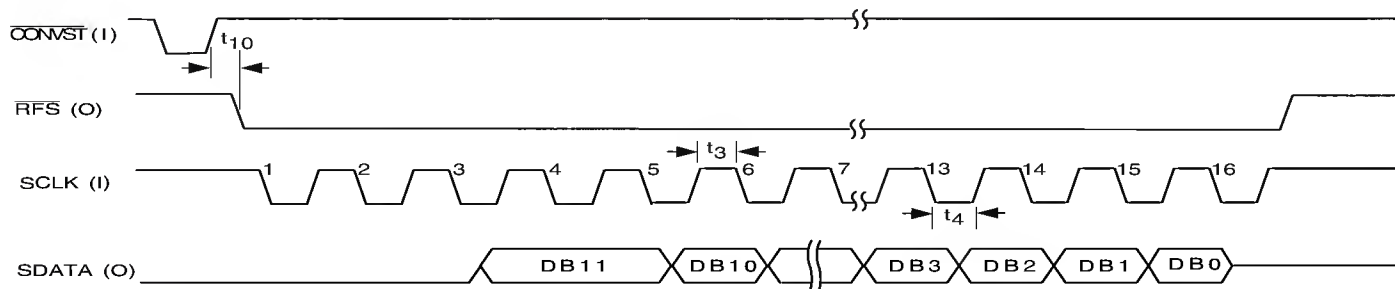 CONVST (I)
t10
RFS (O)
t3
SCLK (I) 1 2 3 4 5 6 7 13 14 15 16
t4
SDATA (O) DB11 DB10 DB3 DB2 DB1 DB0